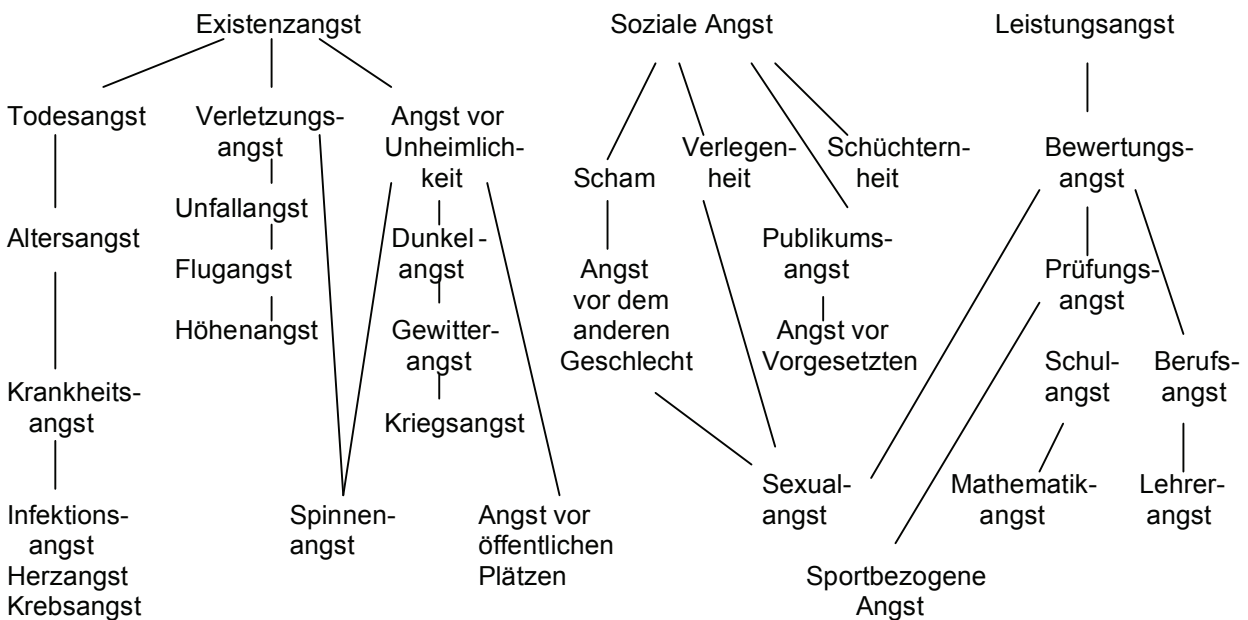 Existenzangst
Soziale Angst
Leistungsangst
Todesangst
Verletzungs-
angst
Angst vor
Unheimlich-
keit
Scham
Verlegen-
heit
Schüchtern-
heit
Bewertungs-
angst
Unfallangst
Altersangst
Flugangst
Höhenangst
Dunkel -
angst
Gewitter-
angst
Kriegsangst
Angst
vor dem
anderen
Geschlecht
Publikums-
angst
Angst vor
Vorgesetzten
Prüfungs-
angst
Schul-
angst
Berufs-
angst
Krankheits-
angst
Infektions-
angst
Herzangst
Krebsangst
Spinnen-
angst
Angst vor
öffentlichen
Plätzen
Sexual-
angst
Mathematik-
angst
Lehrer-
angst
Sportbezogene
Angst